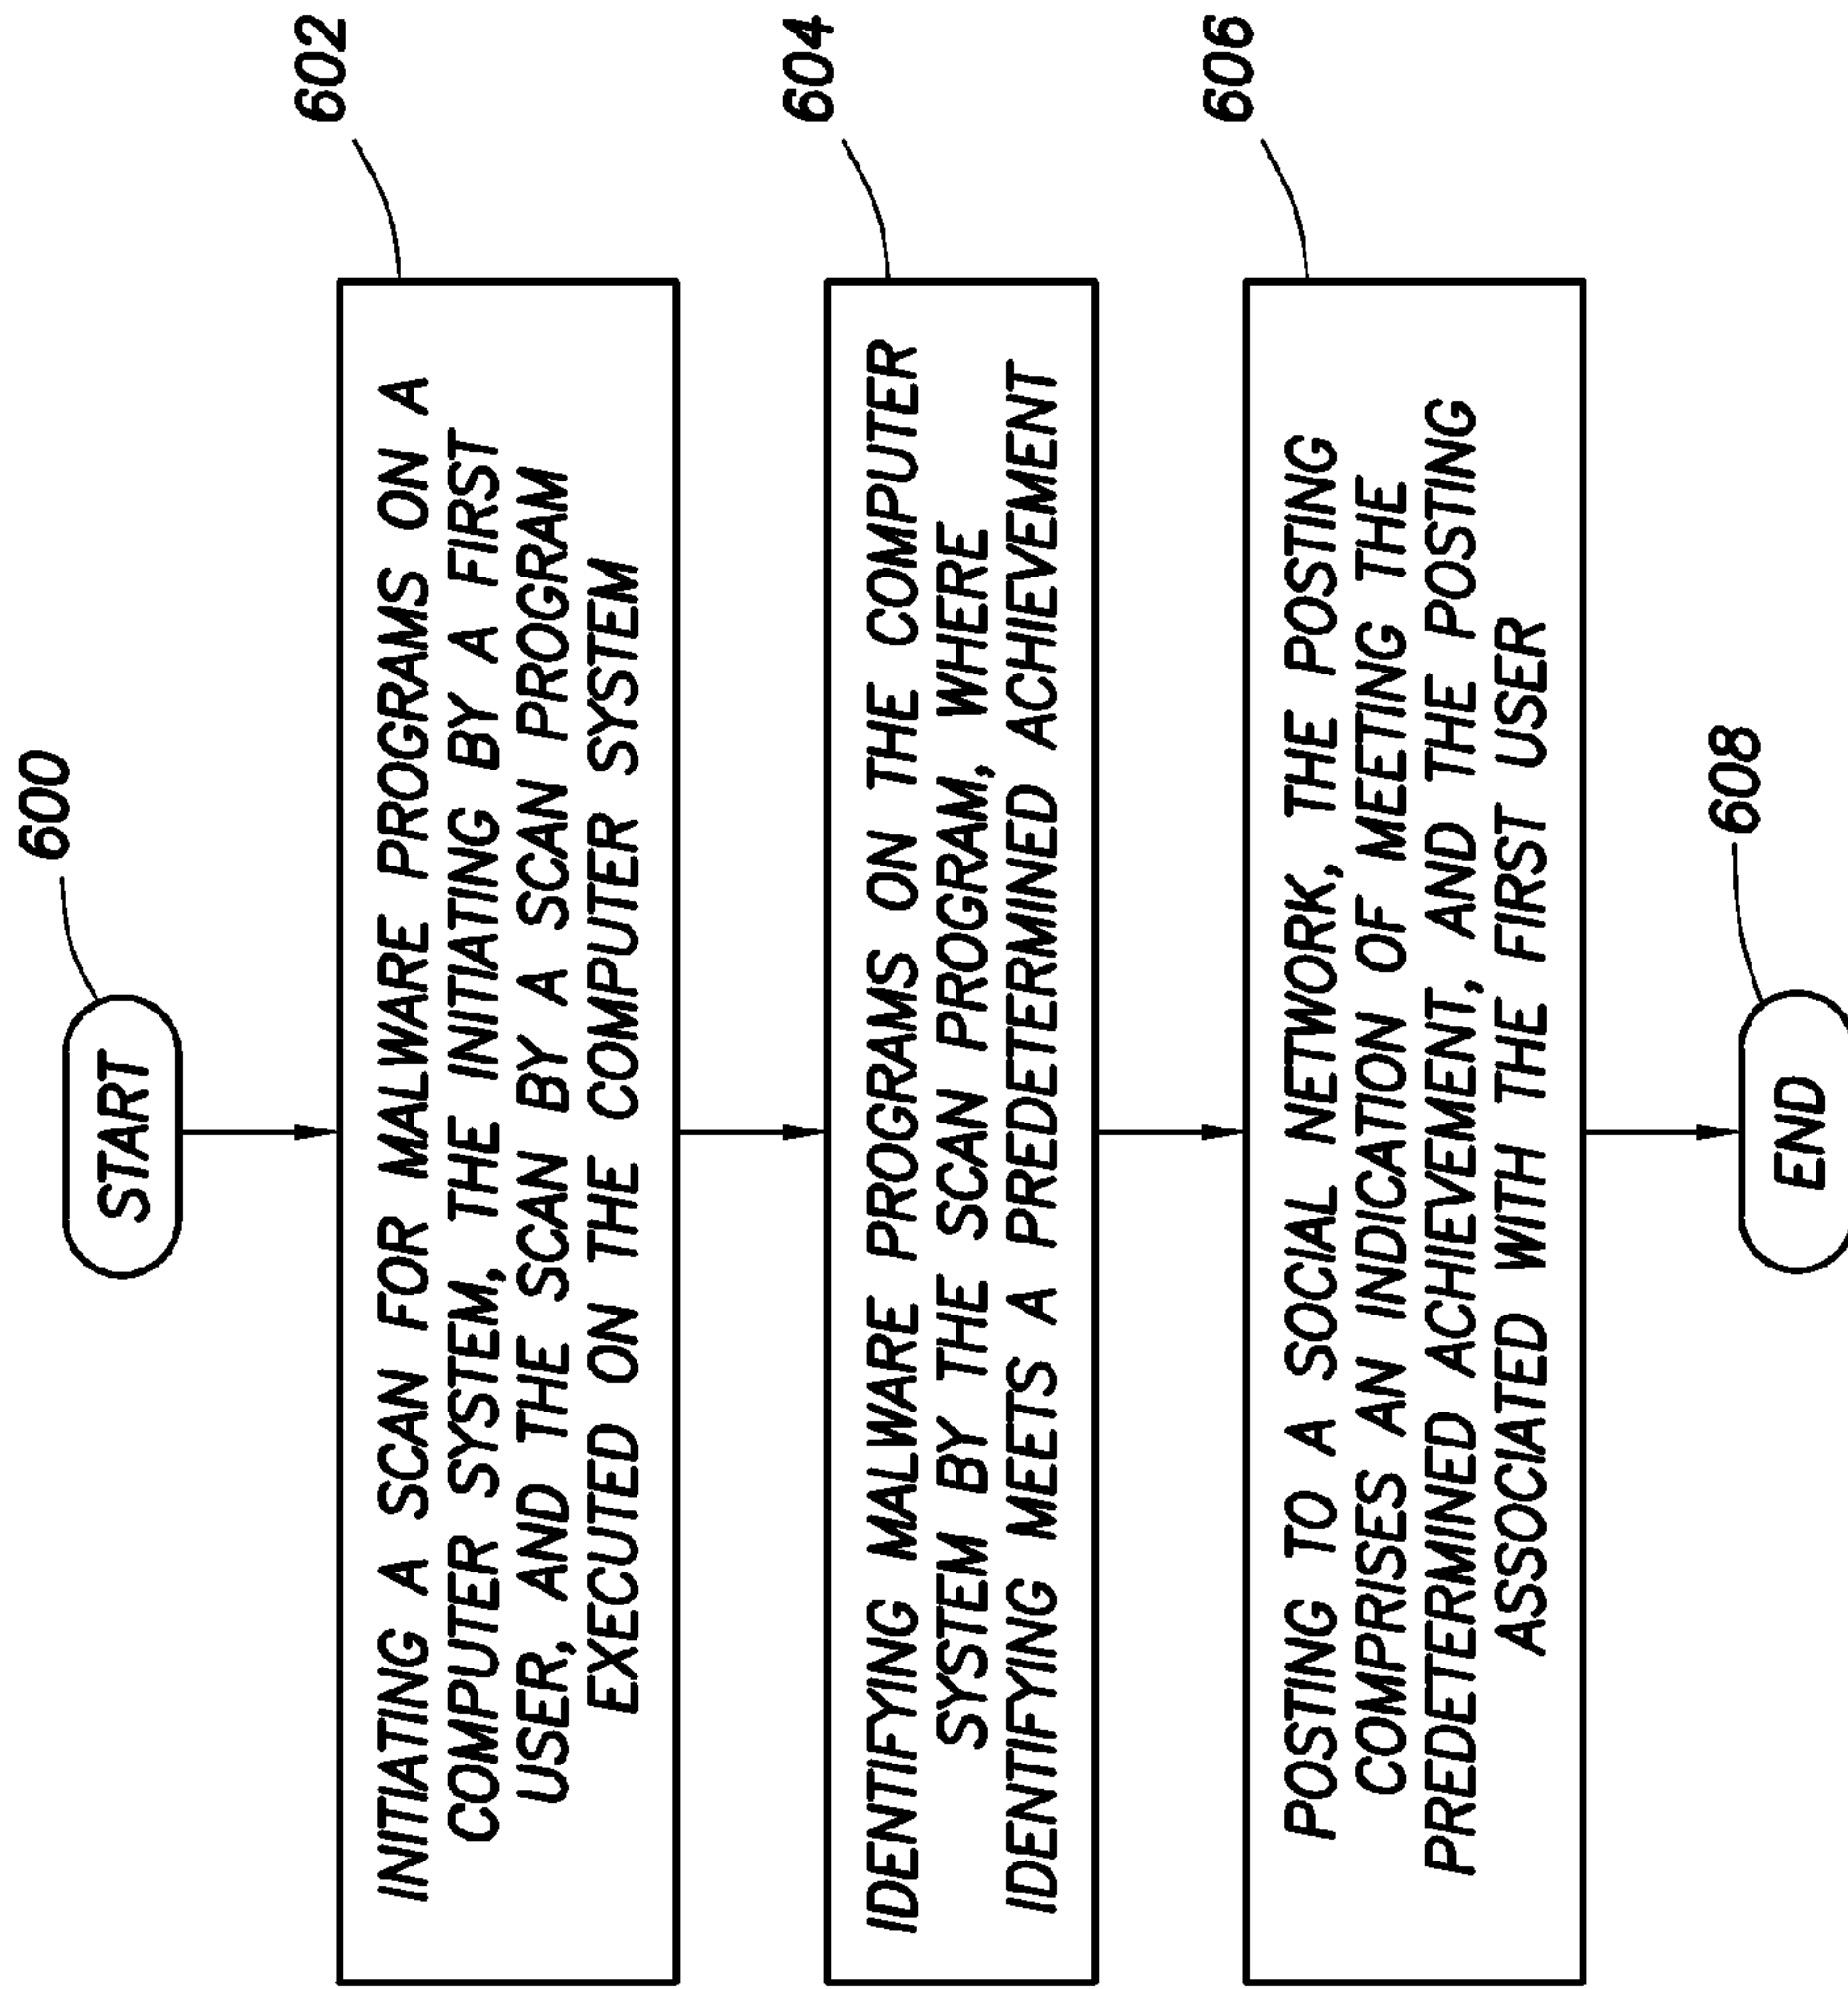 600
START
602
INITIATING A SCAN FOR MALWARE PROGRAMS ON A
COMPUTER SYSTEM, THE INITIATING BY A FIRST
USER, AND THE SCAN BY A SCAN PROGRAM
EXECUTED ON THE COMPUTER SYSTEM
604
IDENTIFYING MALWARE PROGRAMS ON THE COMPUTER
SYSTEM BY THE SCAN PROGRAM, WHERE
IDENTIFYING MEETS A PREDETERMINED ACHIEVEMENT
606
POSTING TO A SOCIAL NETWORK, THE POSTING
COMPRISES AN INDICATION OF MEETING THE
PREDETERMINED ACHIEVEMENT, AND THE POSTING
ASSOCIATED WITH THE FIRST USER
608
END